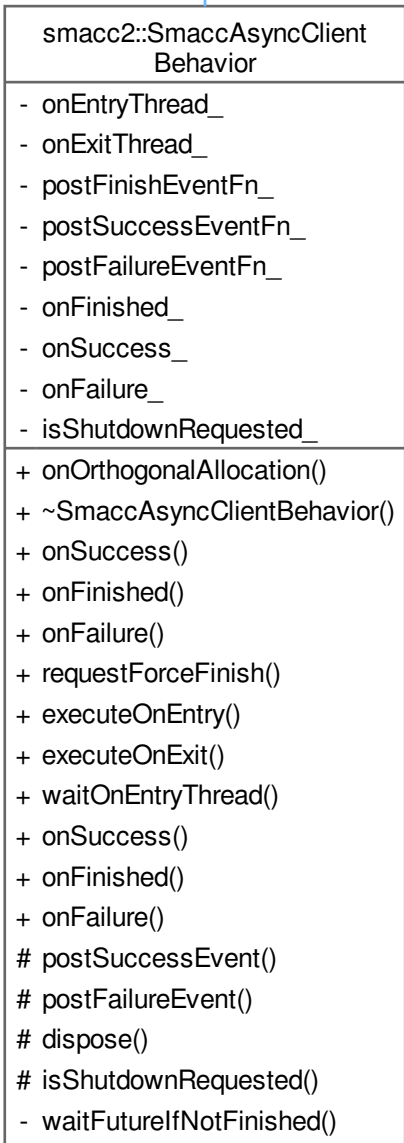 smacc2::SmaccAsyncClient
Behavior
- onEntryThread_
- onExitThread_
- postFinishEventFn_
- postSuccessEventFn_
- postFailureEventFn_
- onFinished_
- onSuccess_
- onFailure_
- isShutdownRequested_
+ onOrthogonalAllocation()
+ ~SmaccAsyncClientBehavior()
+ onSuccess()
+ onFinished()
+ onFailure()
+ requestForceFinish()
+ executeOnEntry()
+ executeOnExit()
+ waitOnEntryThread()
+ onSuccess()
+ onFinished()
+ onFailure()
# postSuccessEvent()
# postFailureEvent()
# dispose()
# isShutdownRequested()
- waitFutureIfNotFinished()